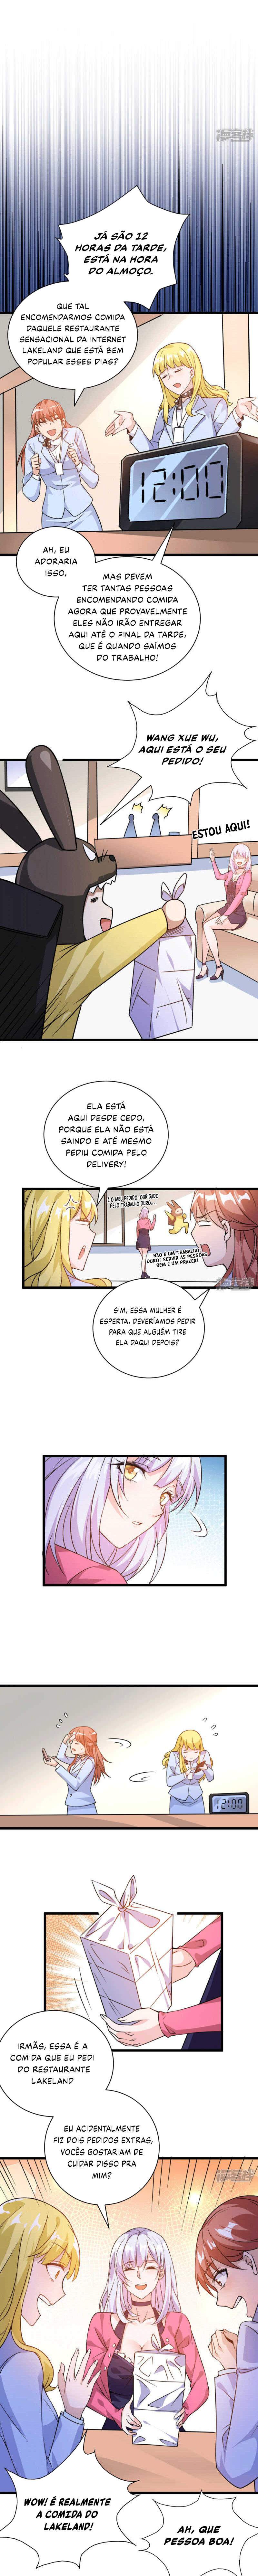 JÁ SÃO 12
HORAS DA TARDE,
ESTÁ NA HORA
DO ALMOÇO.
QUE TAL
ENCOMENDARMOS COMIDA
DAQUELE RESTAURANTE
SENSACIONAL DA INTERNET
LAKELAND QUE ESTÁ BEM
POPULAR ESSES DIAS?
12:00
AH, EU
ADORARIA
ISSO,
MAS DEVEM
TER TANTAS PESSOAS
ENCOMENDANDO COMIDA
AGORA QUE PROVAVELMENTE
ELES NÃO IRÃO ENTREGAR
AQUI ATÉ O FINAL DA TARDE,
QUE É QUANDO SAÍMOS
DO TRABALHO!
WANG XUE WU,
AQUI ESTÁ O SEU
PEDIDO!
ESTOU AQUI!
ELA ESTÁ
AQUI DESDE CEDO,
PORQUE ELA NÃO ESTÁ
SAINDO E ATÉ MESMO
PEDIU COMIDA PELO
DELIVERY!
É O MEU PEDIDO, OBRIGADO
PELO TRABALHO DURO...
NÃO É UM TRABALHO
DURO! SERVIR AS PESSOAS
BEM É UM PRAZER!
SIM, ESSA MULHER É
ESPERTA, DEVERÍAMOS PEDIR
PARA QUE ALGUÉM TIRE
ELA DAQUI DEPOIS?
12:00
IRMÃS, ESSA É A
COMIDA QUE EU PEDI
DO RESTAURANTE
LAKELAND
EU ACIDENTALMENTE
FIZ DOIS PEDIDOS EXTRAS,
VOCÊS GOSTARIAM DE
CUIDAR DISSO PRA
MIM?
WOW! É REALMENTE
A COMIDA DO
LAKELAND!
AH, QUE
PESSOA BOA!